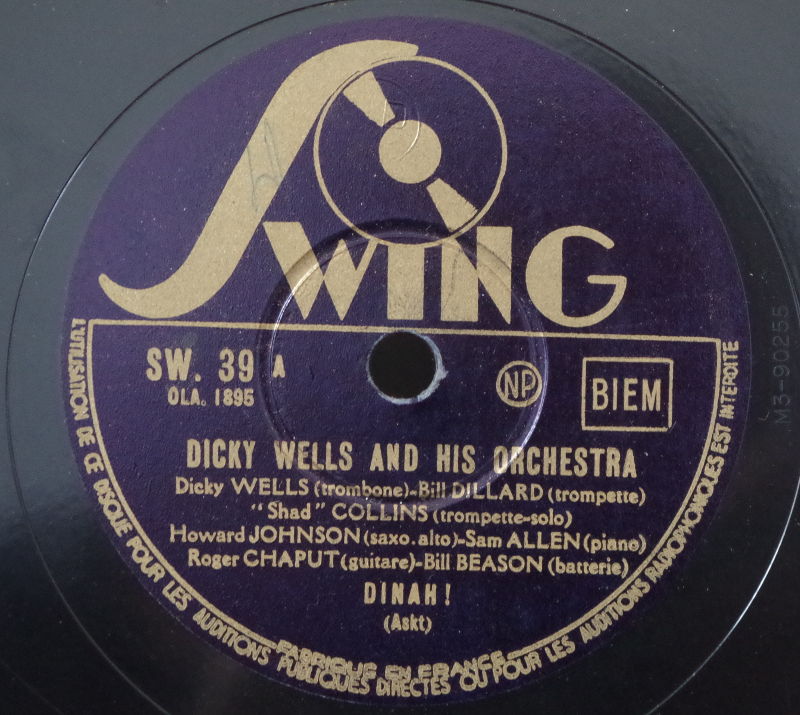 SWING
SW. 39 A
OLA. 1895
NP
BIEM
DICKY WELLS AND HIS ORCHESTRA
Dicky WELLS (trombone)-Bill DILLARD (trompette)
"Shad" COLLINS (trompette-solo)
Howard JOHNSON (saxo. alto)-Sam ALLEN (piano)
Roger CHAPUT (guitare)-Bill BEASON (batterie)
DINAH!
(Askt)
FABRIQUÉ EN FRANCE
L'UTILISATION DE CE DISQUE POUR LES AUDITIONS PUBLIQUES DIRECTES OU POUR LES AUDITIONS RADIOPHONIQUES EST INTERDITE
M3-90255